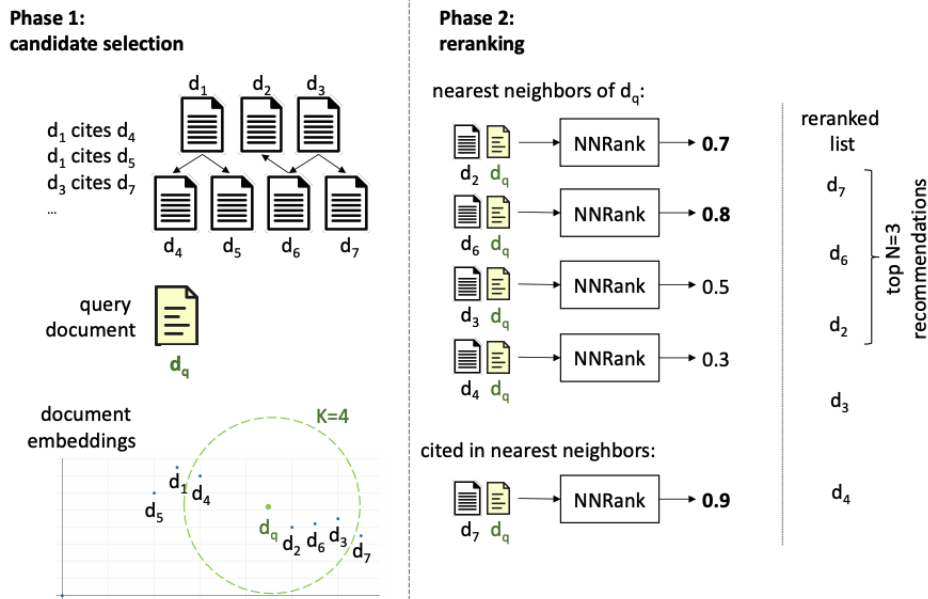 Phase 1:
candidate selection
d1 d2 d3
d1 cites d4
d1 cites d5
d3 cites d7
...
d4 d5 d6 d7
query
document
dq
document
embeddings
K=4
d1 d4
d5
dq
d2 d6 d3
d7
Phase 2:
reranking
nearest neighbors of dq:
NNRank 0.7
d2 dq
NNRank 0.8
d6 dq
NNRank 0.5
d3 dq
NNRank 0.3
d4 dq
cited in nearest neighbors:
NNRank 0.9
d7 dq
reranked
list
d7
d6
d2
d3
d4
top N=3
recommendations